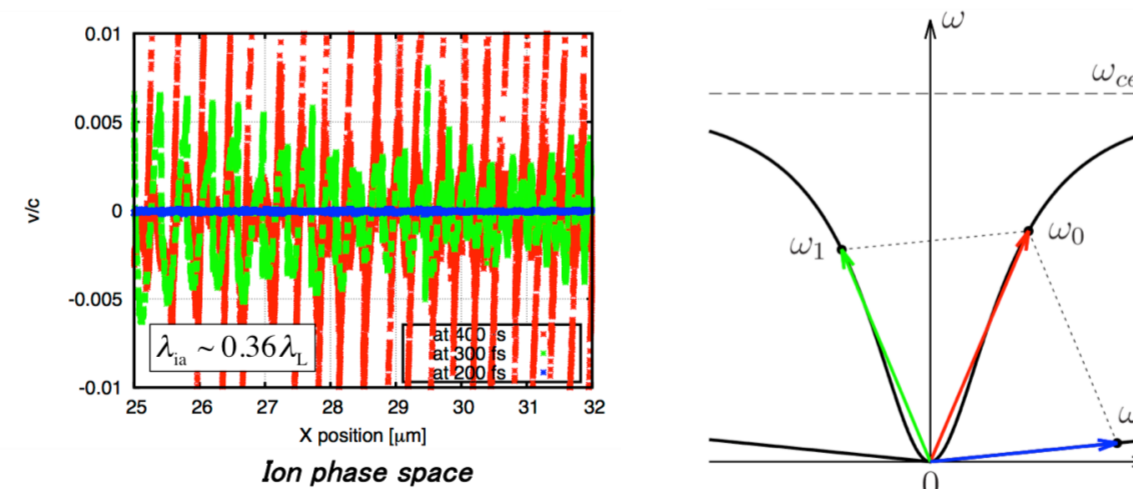 0.01
0.005
0
-0.005
-0.01
v/c
λia ~ 0.36λL
at 400 fs
at 300 fs
at 200 fs
25 26 27 28 29 30 31 32
X position [μm]
Ion phase space
ω
ωce
ω1
ω0
ω
0